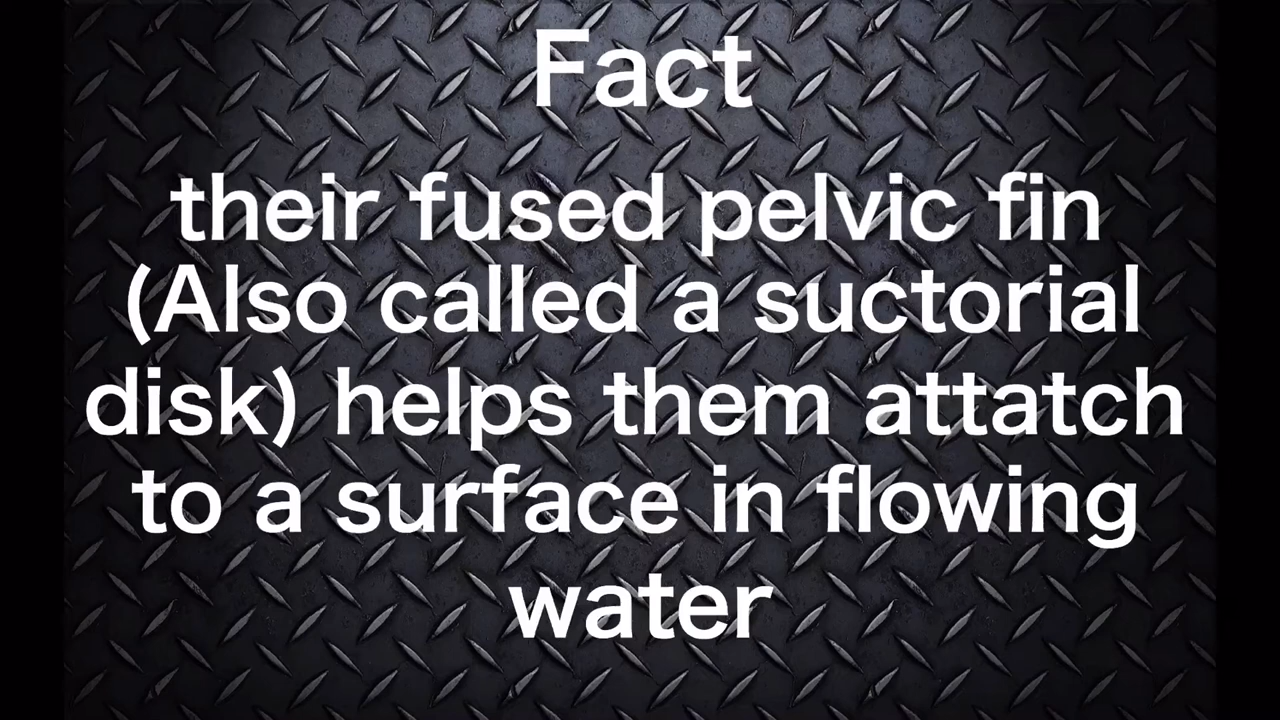 Fact
their fused pelvic fin
(Also called a suctorial
disk) helps them attatch
to a surface in flowing
water